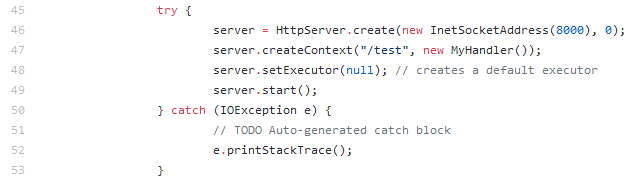 45 try {
46 server = HttpServer.create(new InetSocketAddress(8000), 0);
47 server.createContext("/test", new MyHandler());
48 server.setExecutor(null); // creates a default executor
49 server.start();
50 } catch (IOException e) {
51 // TODO Auto-generated catch block
52 e.printStackTrace();
53 }